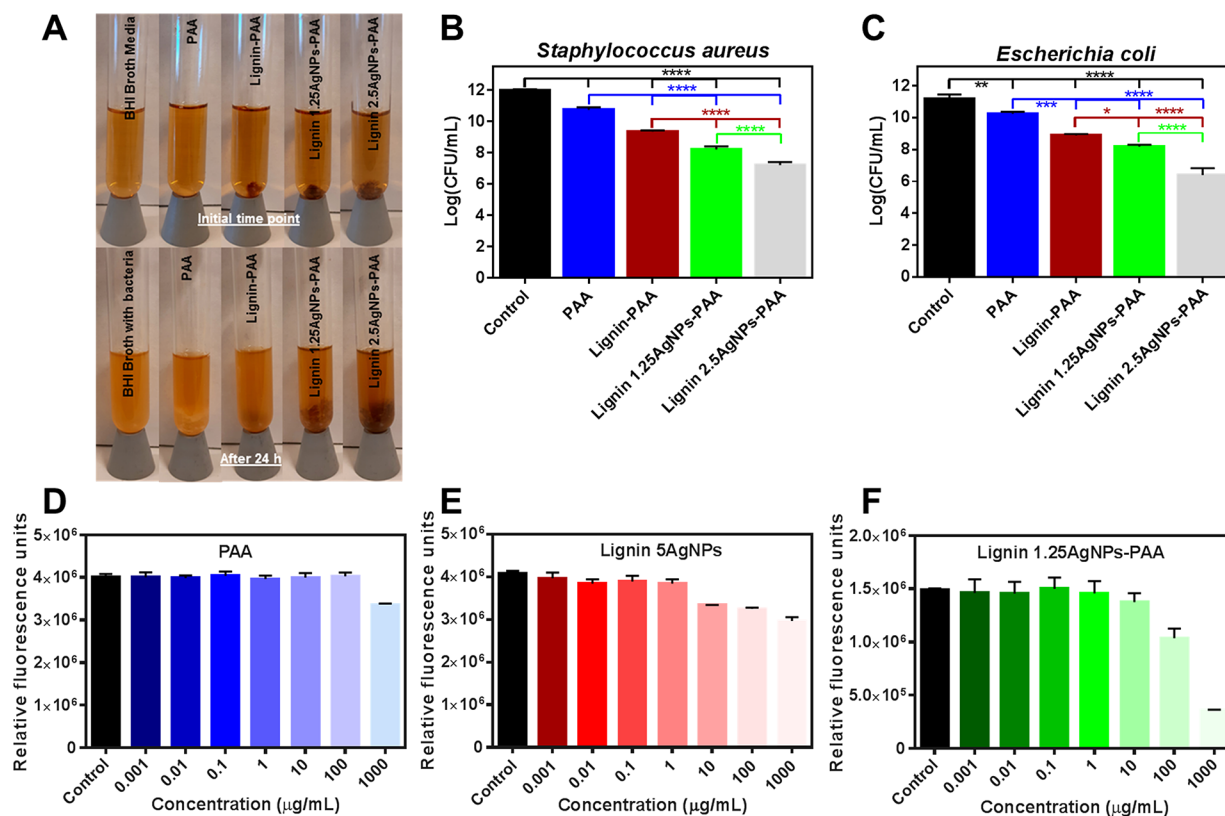 A
BHI Broth Media
PAA
Lignin-PAA
Lignin 1.25AgNPs-PAA
Lignin 2.5AgNPs-PAA
Initial time point
BHI Broth with bacteria
PAA
Lignin-PAA
Lignin 1.25AgNPs-PAA
Lignin 2.5AgNPs-PAA
After 24 h
B
Staphylococcus aureus
Log(CFU/mL)
12
10
8
6
4
2
0
****
****
****
****
Control
PAA
Lignin-PAA
Lignin 1.25AgNPs-PAA
Lignin 2.5AgNPs-PAA
C
Escherichia coli
Log(CFU/mL)
12
10
8
6
4
2
0
** ****
*** ****
* ****
****
Control
PAA
Lignin-PAA
Lignin 1.25AgNPs-PAA
Lignin 2.5AgNPs-PAA
D
PAA
Relative fluorescence units
5×10⁶
4×10⁶
3×10⁶
2×10⁶
1×10⁶
0
Control 0.001 0.01 0.1 1 10 100 1000
Concentration (μg/mL)
E
Lignin 5AgNPs
Relative fluorescence units
5×10⁶
4×10⁶
3×10⁶
2×10⁶
1×10⁶
0
Control 0.001 0.01 0.1 1 10 100 1000
Concentration (μg/mL)
F
Lignin 1.25AgNPs-PAA
Relative fluorescence units
2.0×10⁶
1.5×10⁶
1.0×10⁶
5.0×10⁵
0
Control 0.001 0.01 0.1 1 10 100 1000
Concentration (μg/mL)